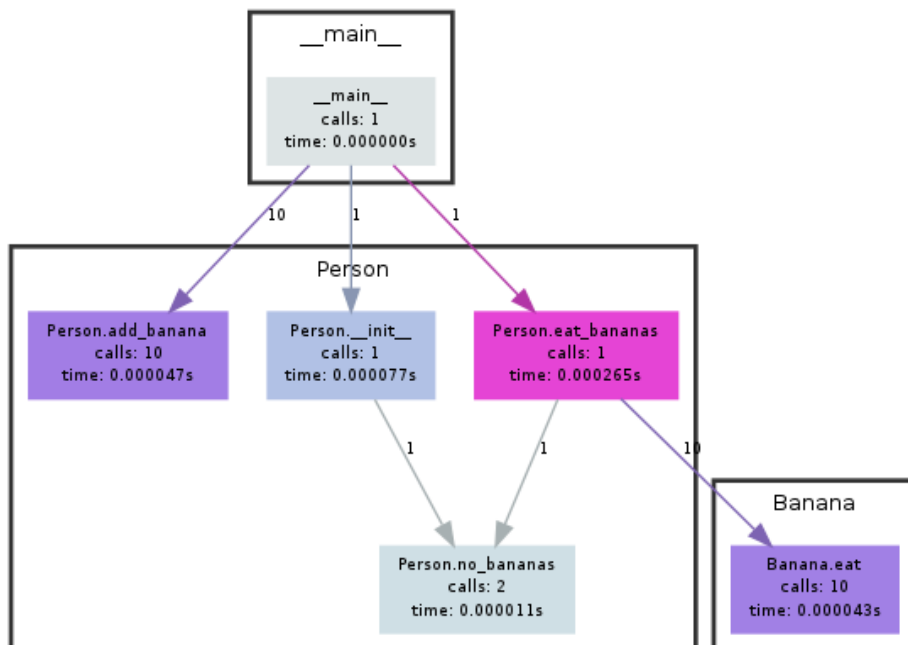 __main__
__main__
calls: 1
time: 0.000000s
10
1
1
Person
Person.add_banana
calls: 10
time: 0.000047s
Person.__init__
calls: 1
time: 0.000077s
Person.eat_bananas
calls: 1
time: 0.000265s
1
1
10
Banana
Person.no_bananas
calls: 2
time: 0.000011s
Banana.eat
calls: 10
time: 0.000043s